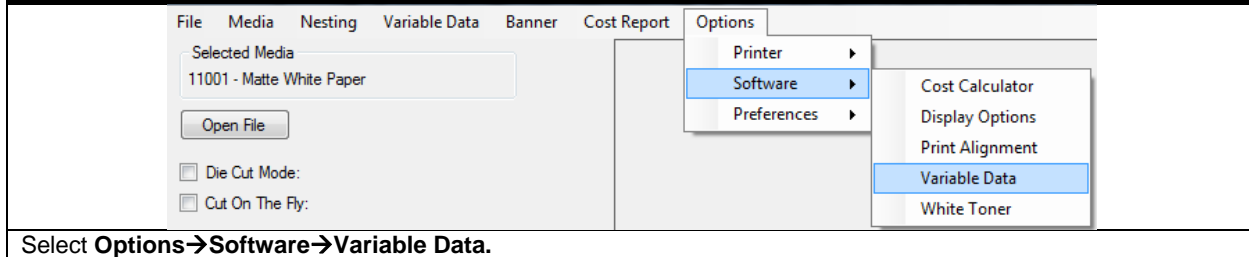 File Media Nesting Variable Data Banner Cost Report Options
Selected Media
11001 - Matte White Paper
Open File
Die Cut Mode:
Cut On The Fly:
Printer
Software
Preferences
Cost Calculator
Display Options
Print Alignment
Variable Data
White Toner
Select Options→Software→Variable Data.